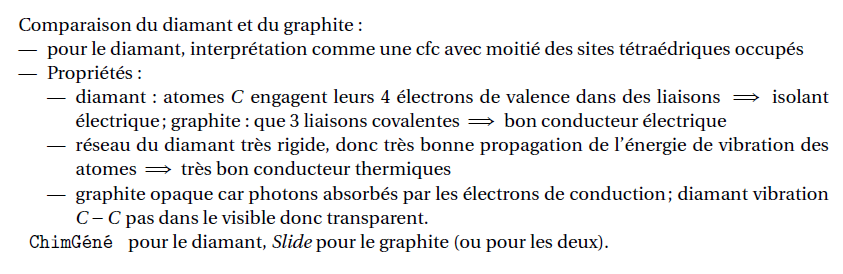 Comparaison du diamant et du graphite :
— pour le diamant, interprétation comme une cfc avec moitié des sites tétraédriques occupés
— Propriétés :
— diamant : atomes C engagent leurs 4 électrons de valence dans des liaisons ⟹ isolant
électrique ; graphite : que 3 liaisons covalentes ⟹ bon conducteur électrique
— réseau du diamant très rigide, donc très bonne propagation de l'énergie de vibration des
atomes ⟹ très bon conducteur thermiques
— graphite opaque car photons absorbés par les électrons de conduction ; diamant vibration
C – C pas dans le visible donc transparent.
ChimGéné pour le diamant, Slide pour le graphite (ou pour les deux).